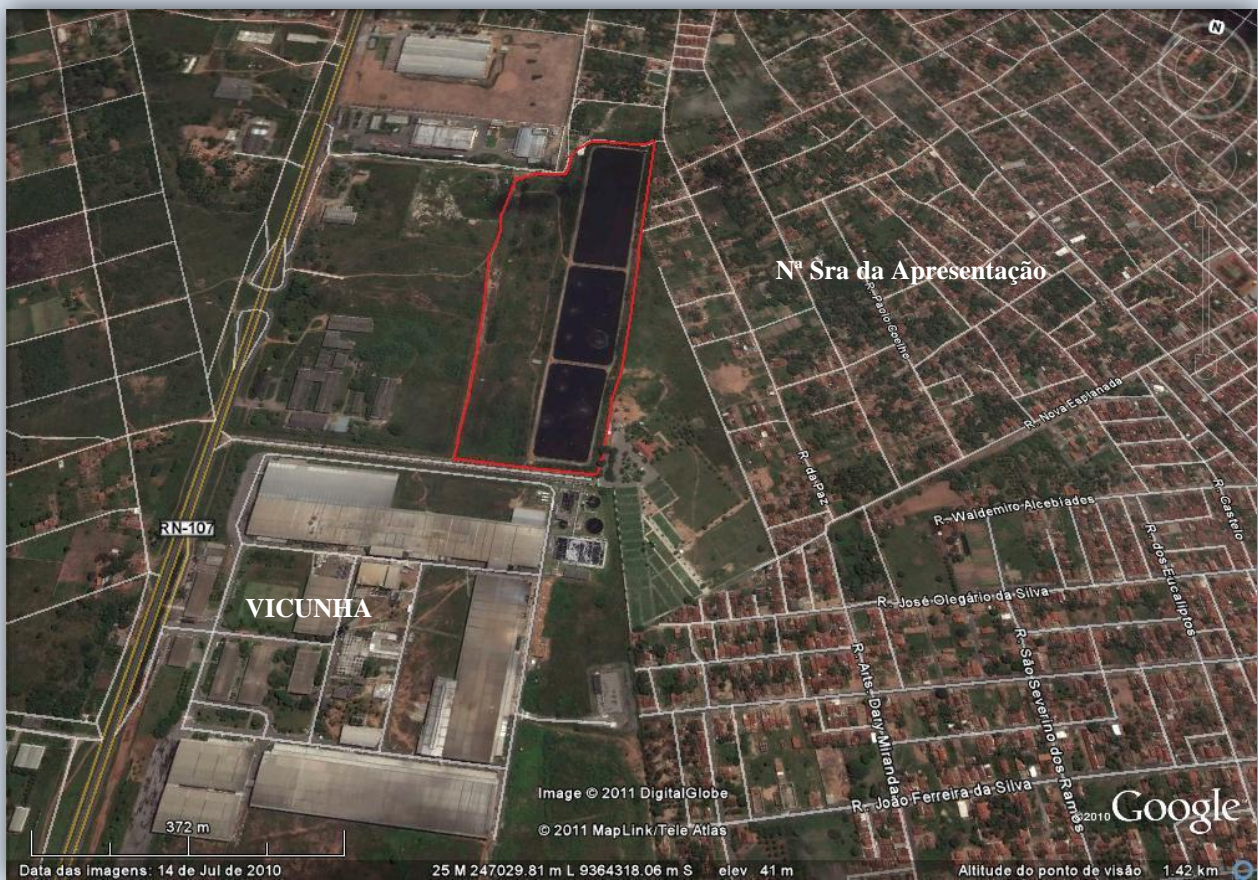 N
Nª Sra da Apresentação
R. Paolo Coelho
R. Nova Esplanada
R. da Paz
R. Waldemiro Alcebíades
R. Castelo
R. dos Eucaliptos
RN-107
R. José Olegário da Silva
VICUNHA
R. São Severino dos Ramos
R. Arts. Daty Miranda
R. João Ferreira da Silva
Image © 2011 DigitalGlobe
© 2011 MapLink/Tele Atlas
©2010 Google
372 m
Data das imagens: 14 de Jul de 2010 25 M 247029.81 m L 9364318.06 m S elev 41 m Altitude do ponto de visão 1.42 km